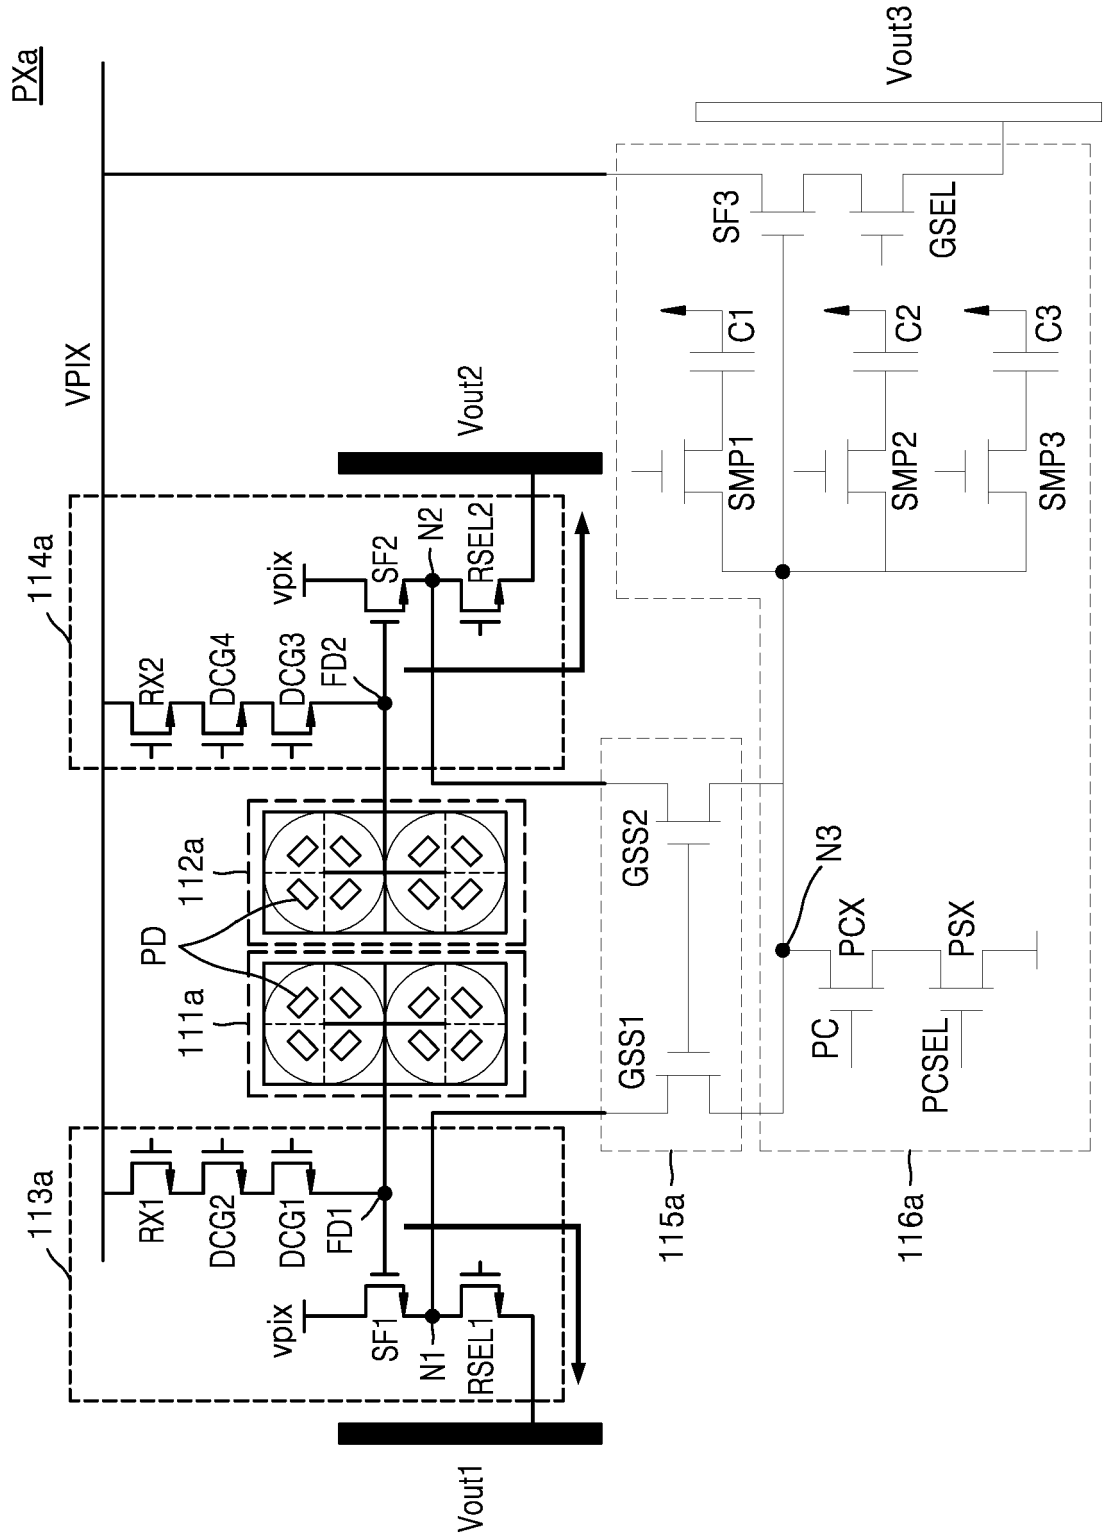 PXa
VPIX
113a
114a
RX1
DCG2
DCG1
FD1
vpix
SF1
N1
RSEL1
Vout1
111a
PD
112a
RX2
DCG4
DCG3
FD2
vpix
SF2
N2
RSEL2
Vout2
115a
GSS1
GSS2
116a
PC
PCX
PCSEL
PSX
N3
SMP1
C1
SMP2
C2
SMP3
C3
SF3
GSEL
Vout3